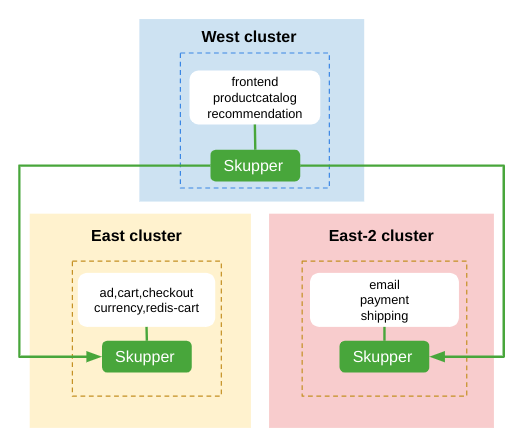 West cluster
frontend
productcatalog
recommendation
Skupper
East cluster
ad,cart,checkout
currency,redis-cart
Skupper
East-2 cluster
email
payment
shipping
Skupper